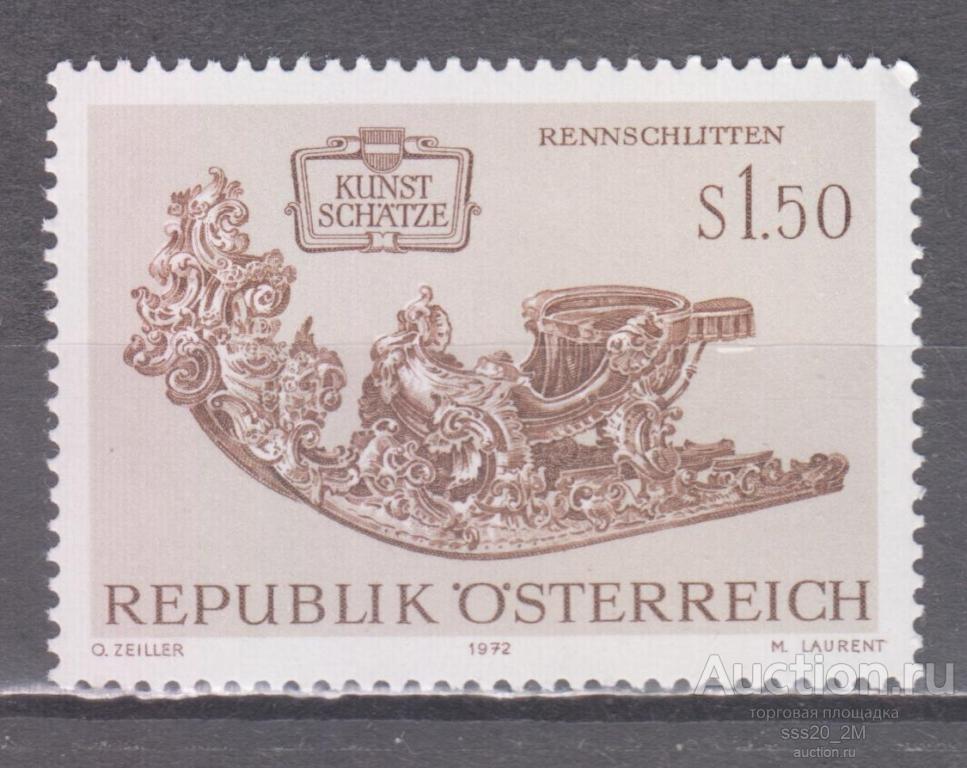 RENNSCHLITTEN
KUNST
SCHÄTZE
S1.50
REPUBLIK ÖSTERREICH
O. ZEILLER 1972 M. LAURENT
Auction.ru
торговая площадка
sss20_2M
auction.ru